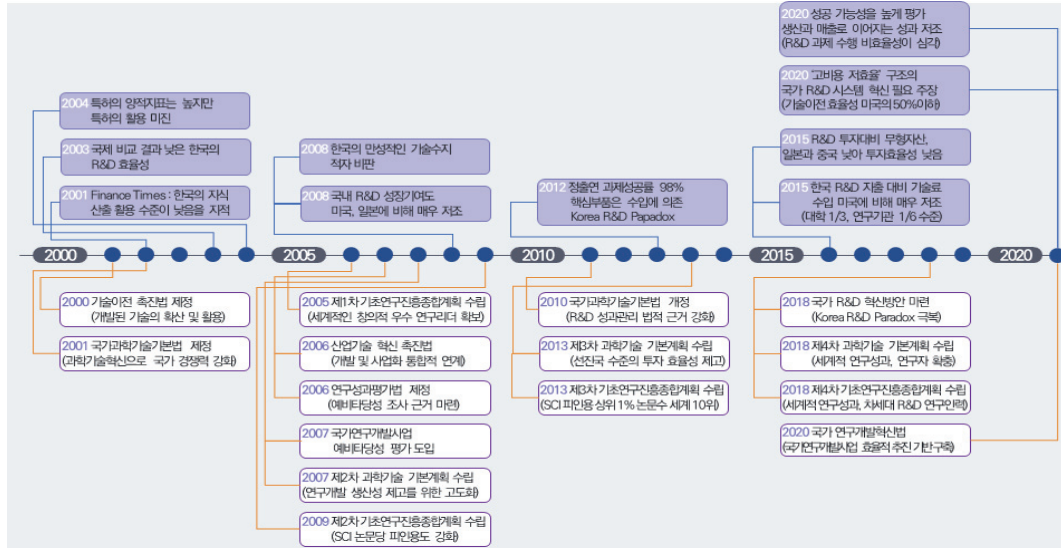 2020 성공 가능성을 높게 평가
생산과 매출로 이어지는 성과 저조
(R&D 과제 수행 비효율성이 심각)
2020 '고비용 저효율' 구조의
국가 R&D 시스템 혁신 필요 주장
(기술이전 효율성 미국의 50%이하)
2004 특허의 양적지표는 높지만
특허의 활용 미진
2003 국제 비교 결과 낮은 한국의
R&D 효율성
2001 Finance Times : 한국의 지식
산출 활용 수준이 낮음을 지적
2008 한국의 만성적인 기술수지
적자 비판
2008 국내 R&D 성장기여도
미국, 일본에 비해 매우 저조
2012 정출연 과제성공률 98%
핵심부품은 수입에 의존
Korea R&D Papadox
2015 R&D 투자대비 무형자산,
일본과 중국 낮아 투자효율성 낮음
2015 한국 R&D 지출 대비 기술료
수입 미국에 비해 매우 저조
(대학 1/3, 연구기관 1/6 수준)
2000
2005
2010
2015
2020
2000 기술이전 촉진법 제정
(개발된 기술의 확산 및 활용)
2001 국가과학기술기본법 제정
(과학기술혁신으로 국가 경쟁력 강화)
2005 제1차 기초연구진흥종합계획 수립
(세계적인 창의적 우수 연구리더 확보)
2006 산업기술 혁신 촉진법
(개발 및 사업화 통합적 연계)
2006 연구성과평가법 제정
(예비타당성 조사 근거 마련)
2007 국가연구개발사업
예비타당성 평가 도입
2007 제2차 과학기술 기본계획 수립
(연구개발 생산성 제고를 위한 고도화)
2009 제2차 기초연구진흥종합계획 수립
(SCI 논문당 피인용도 강화)
2010 국가과학기술기본법 개정
(R&D 성과관리 법적 근거 강화)
2013 제3차 과학기술 기본계획 수립
(선진국 수준의 투자 효율성 제고)
2013 제3차 기초연구진흥종합계획 수립
(SCI 피인용 상위 1% 논문수 세계 10위)
2018 국가 R&D 혁신방안 마련
(Korea R&D Paradox 극복)
2018 제4차 과학기술 기본계획 수립
(세계적 연구성과, 연구자 확충)
2018 제4차 기초연구진흥종합계획 수립
(세계적 연구성과, 차세대 R&D 연구인력)
2020 국가 연구개발혁신법
(국가연구개발사업 효율적 추진 기반구축)